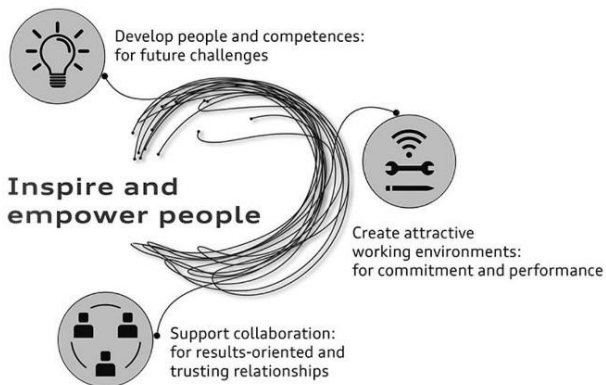 Develop people and competences:
for future challenges
Inspire and
empower people
Create attractive
working environments:
for commitment and performance
Support collaboration:
for results-oriented and
trusting relationships